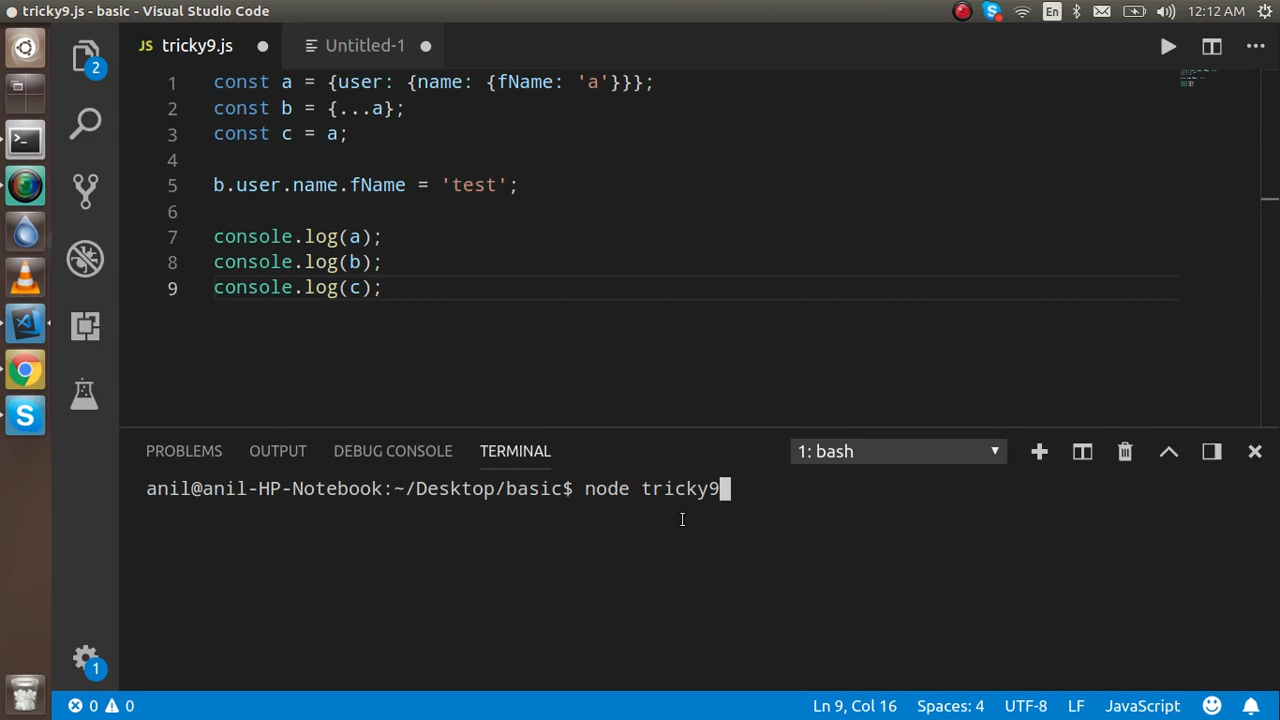 tricky9.js - basic - Visual Studio Code
En
12:12 AM
2
JS tricky9.js
Untitled-1
1 const a = {user: {name: {fName: 'a'}}};
2 const b = {...a};
3 const c = a;
4
5 b.user.name.fName = 'test';
6
7 console.log(a);
8 console.log(b);
9 console.log(c);
S
PROBLEMS OUTPUT DEBUG CONSOLE TERMINAL 1: bash
anil@anil-HP-Notebook:~/Desktop/basic$ node tricky9
1
0 0 Ln 9, Col 16 Spaces: 4 UTF-8 LF JavaScript